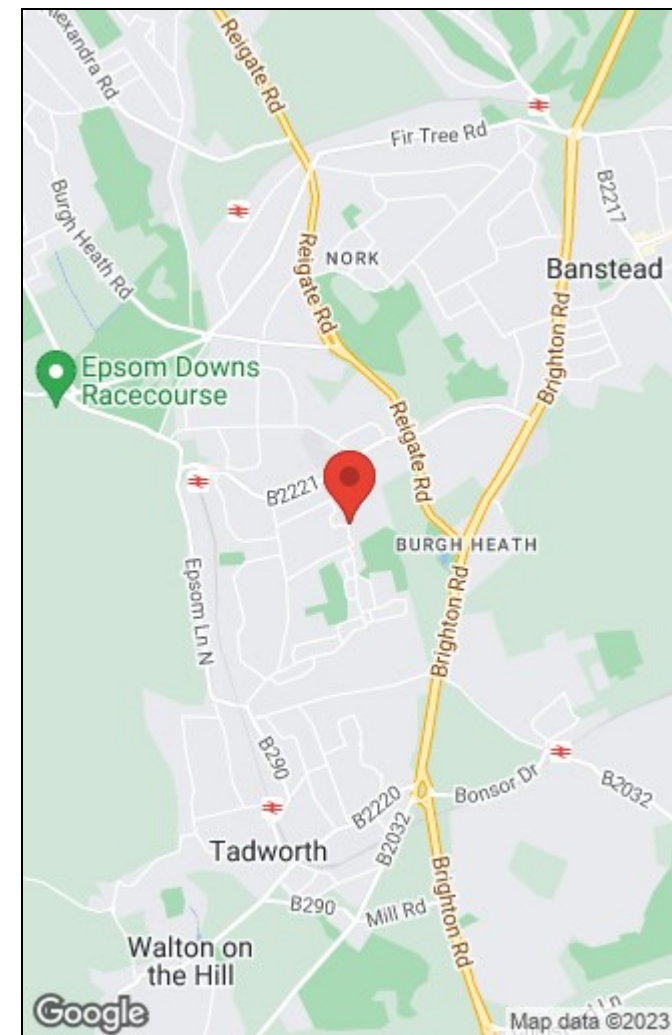 Alexandra Rd
Reigate Rd
Fir Tree Rd
B2217
Burgh Heath Rd
NORK
Banstead
Reigate Rd
Brighton Rd
Epsom Downs
Racecourse
Reigate Rd
B2221
BURGH HEATH
Epsom Ln N
Brighton Rd
B290
Bonsor Dr
B2032
B2220
B2032
Tadworth
B290
Mill Rd
Brighton Rd
Walton on
the Hill
Ln
Google
Map data ©2023